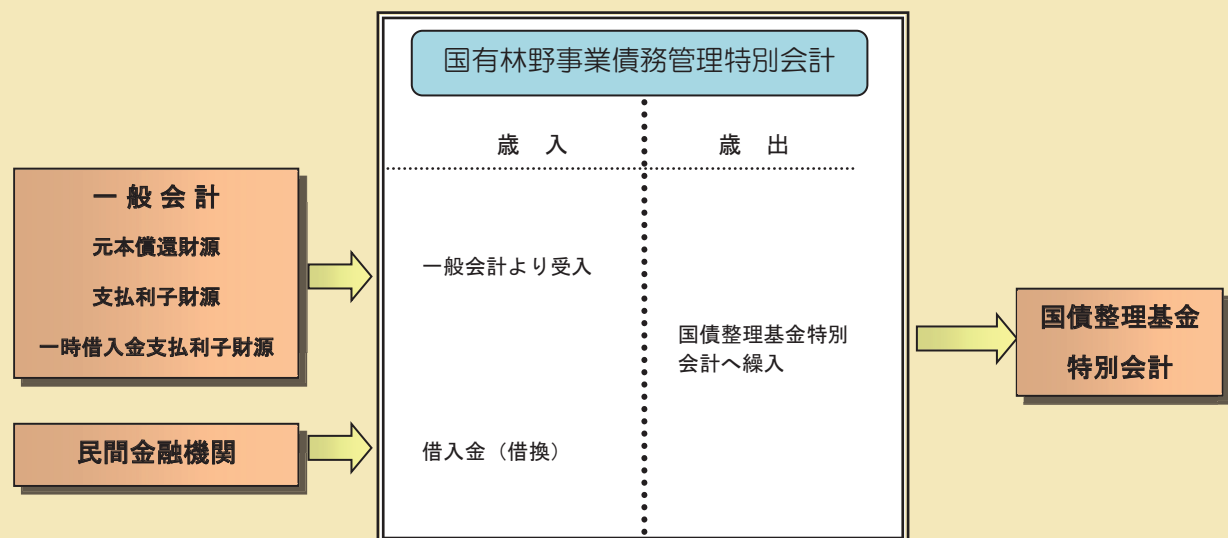 国有林野事業債務管理特別会計
歳 入
歳 出
一 般 会 計
元本償還財源
支払利子財源
一時借入金支払利子財源
民間金融機関
一般会計より受入
借入金（借換）
国債整理基金特別
会計へ繰入
国債整理基金
特別会計